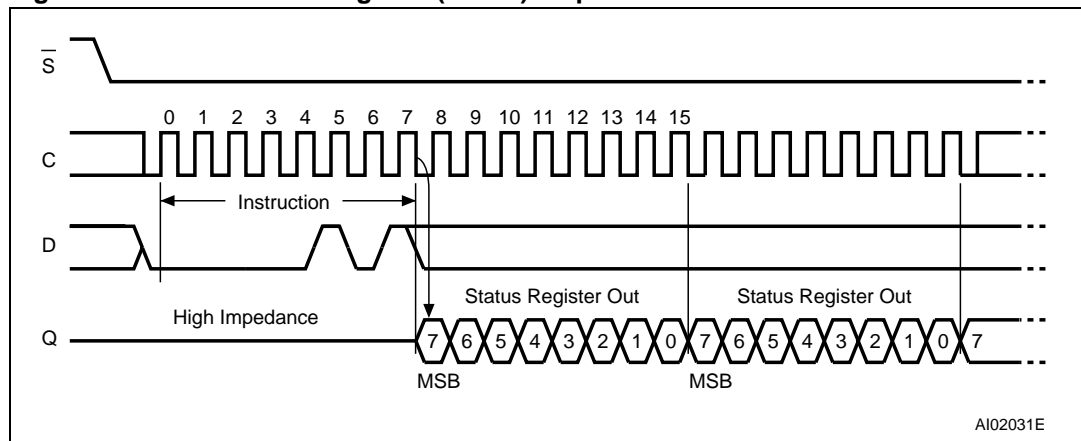 S
0 1 2 3 4 5 6 7 8 9 10 11 12 13 14 15
C
Instruction
D
Status Register Out Status Register Out
High Impedance
Q 7 6 5 4 3 2 1 0 7 6 5 4 3 2 1 0 7
MSB MSB
AI02031E